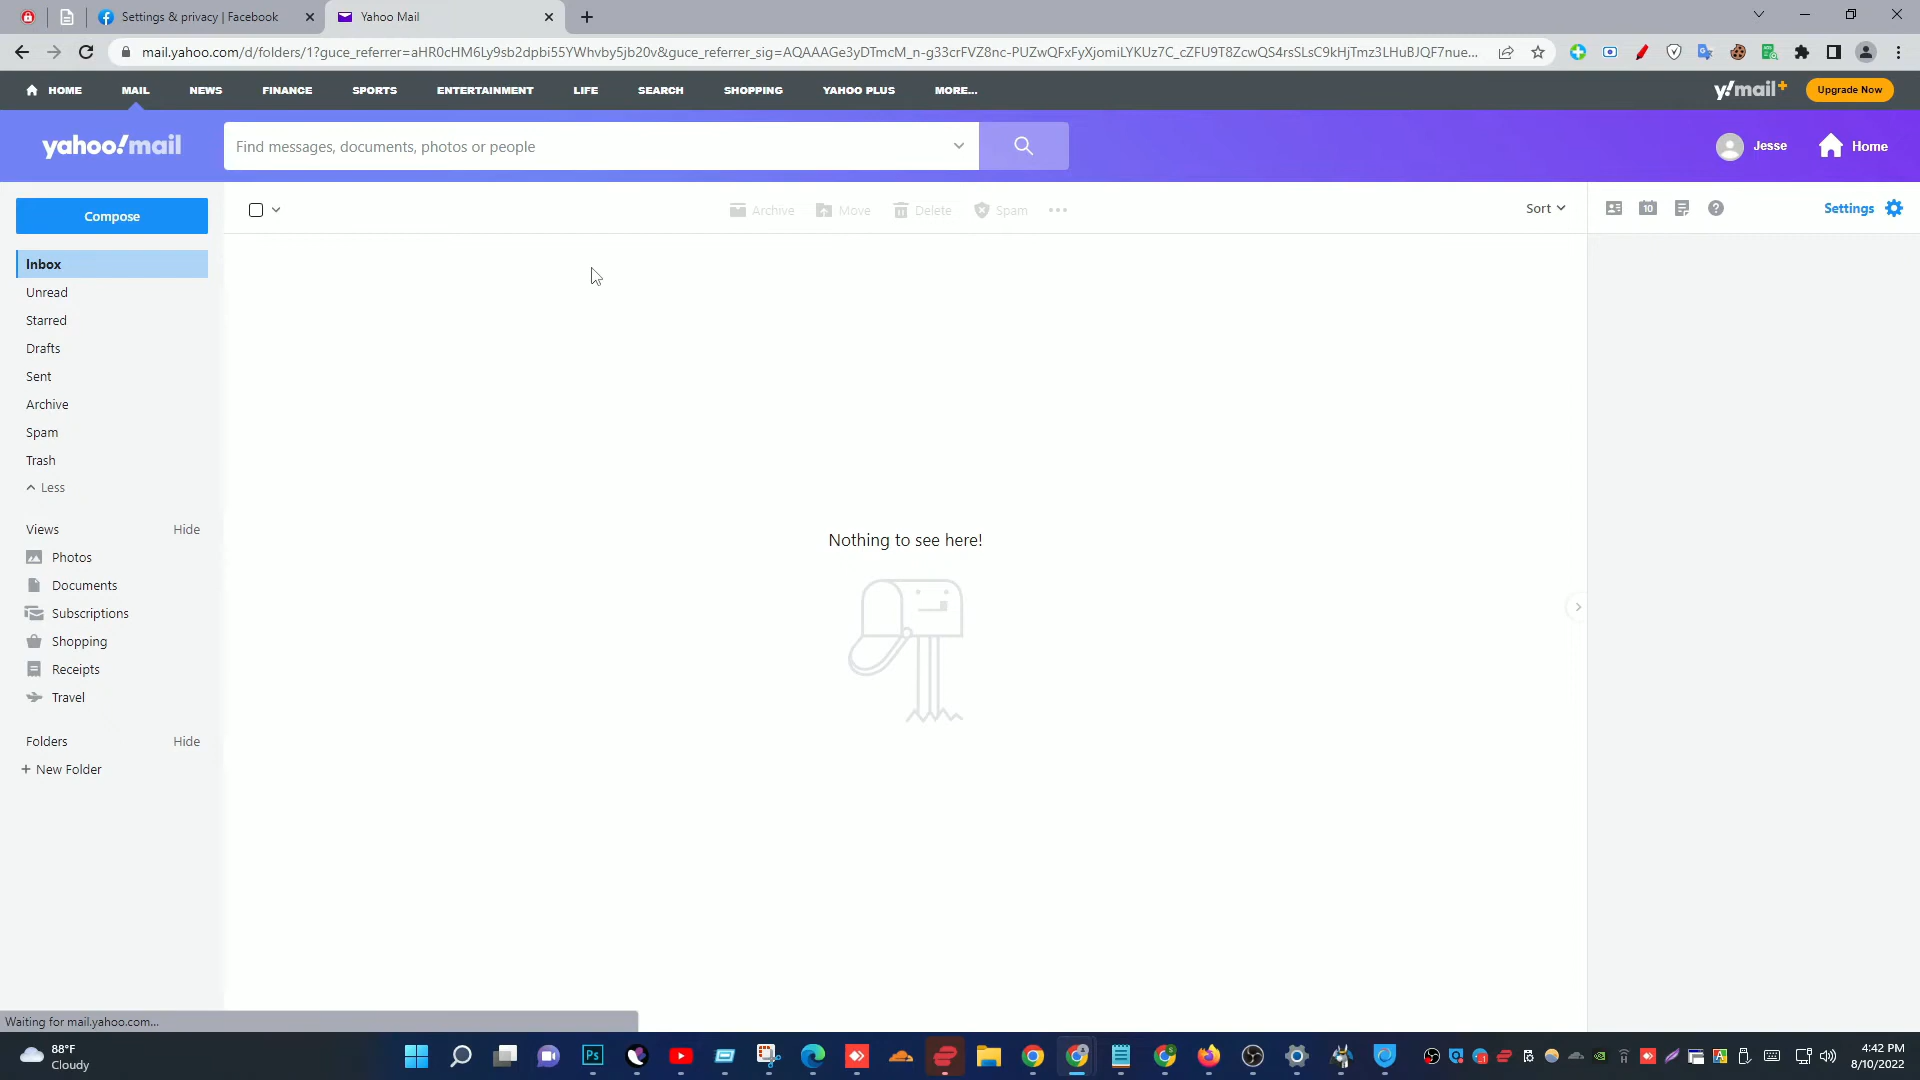 Settings & privacy | Facebook
Yahoo Mail
mail.yahoo.com/d/folders/1?guce_referrer=aHR0cHM6Ly9sb2dpbi55YWhvby5jb20v&guce_referrer_sig=AQAAAGe3yDTmcM_n-g33crFVZ8nc-PUZwQFxFyXjomiLYKUz7C_cZFU9T8ZcwQS4rsSLsC9kHjTmz3LHuBJQF7nue...
HOME
MAIL
NEWS
FINANCE
SPORTS
ENTERTAINMENT
LIFE
SEARCH
SHOPPING
YAHOO PLUS
MORE...
y!mail+
Upgrade Now
yahoo!mail
Find messages, documents, photos or people
Jesse
Home
Compose
Archive
Move
Delete
Spam
Sort
10
Settings
Inbox
Unread
Starred
Drafts
Sent
Archive
Spam
Trash
Less
Views
Hide
Photos
Documents
Subscriptions
Shopping
Receipts
Travel
Folders
Hide
+ New Folder
Nothing to see here!
Waiting for mail.yahoo.com...
88°F
Cloudy
Ps
4:42 PM
8/10/2022